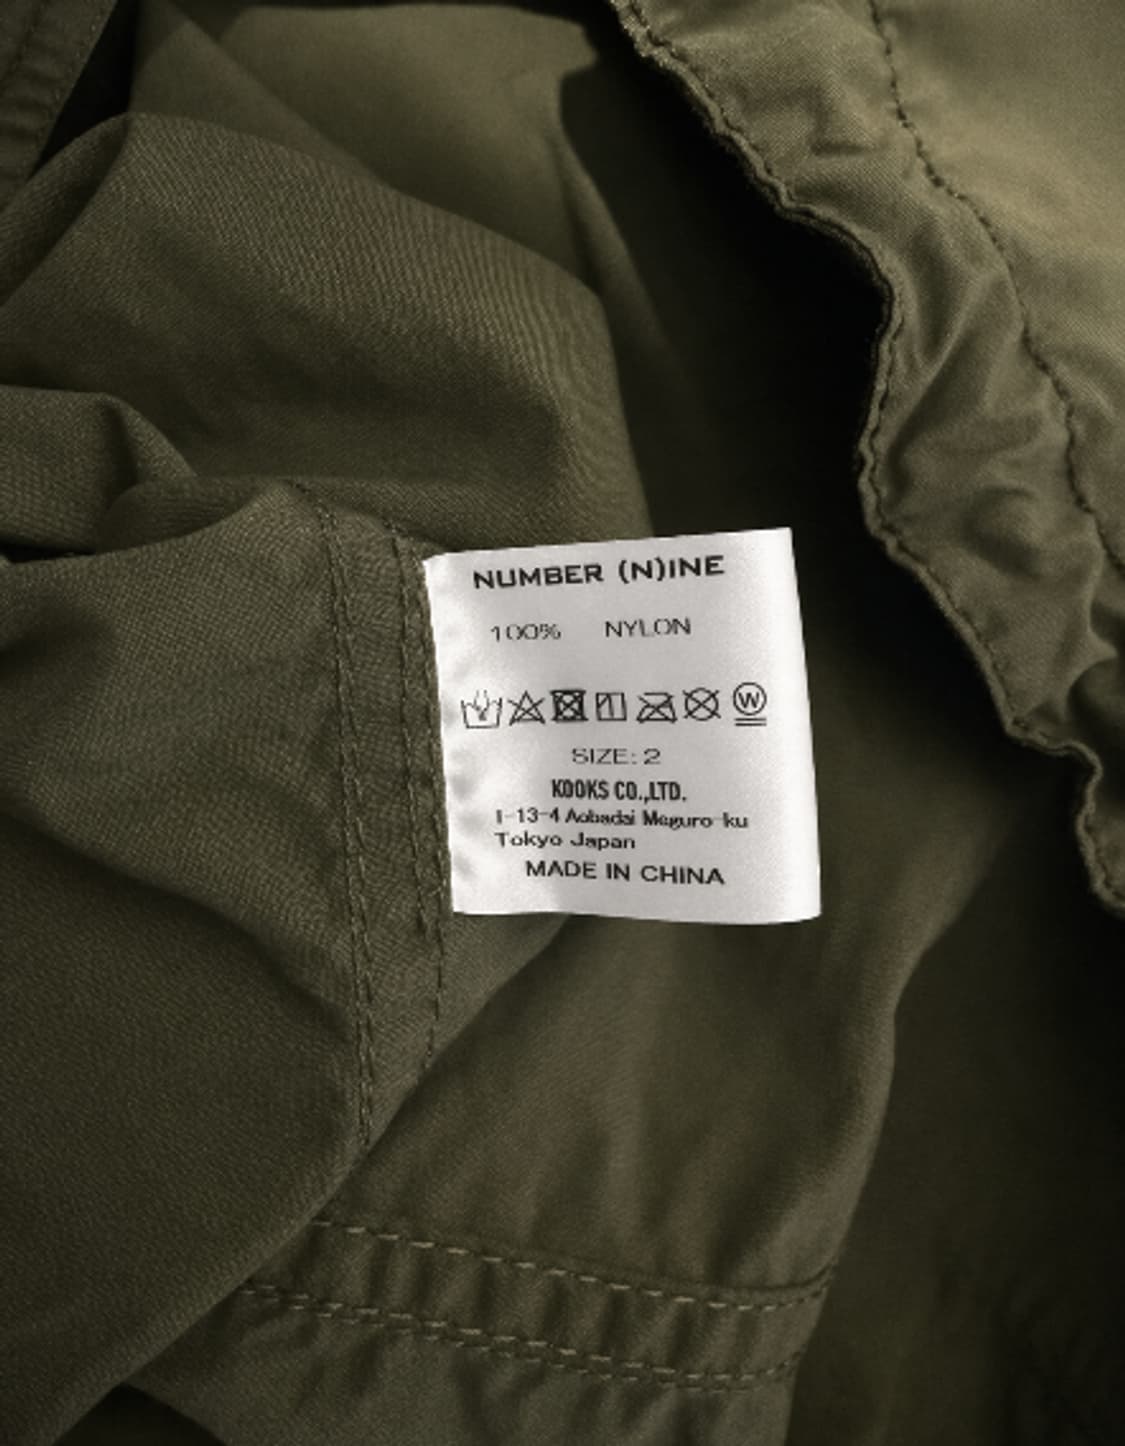 NUMBER (N)INE
100% NYLON
W
SIZE: 2
KOOKS CO.,LTD.
1-13-4 Aobadai Meguro-ku
Tokyo Japan
MADE IN CHINA